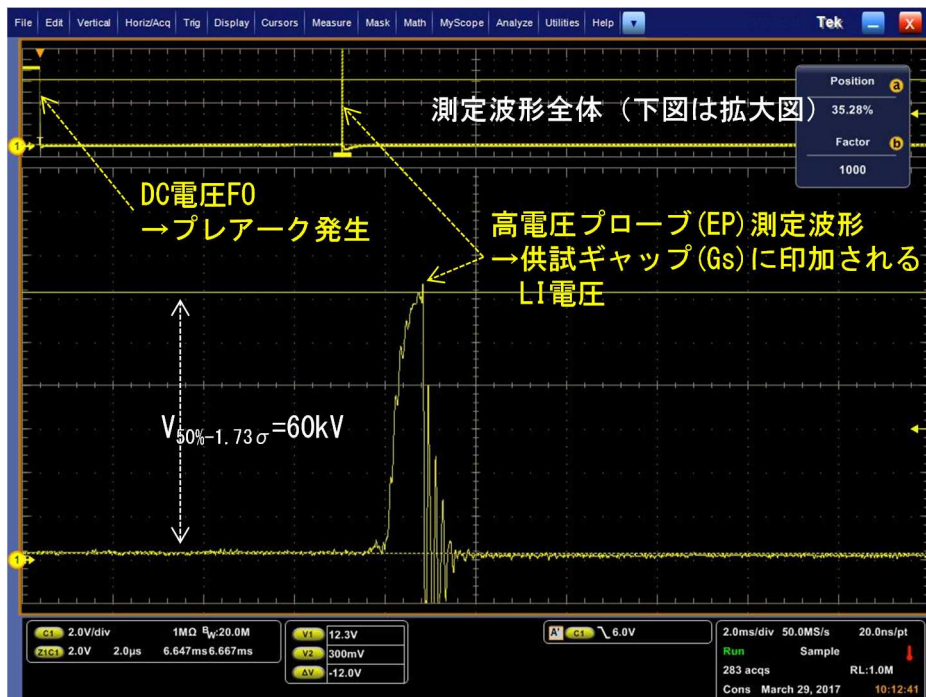 File Edit Vertical Horiz/Acq Trig Display Cursors Measure Mask Math MyScope Analyze Utilities Help Tek X
Position a
35.28%
Factor b
1000
測定波形全体（下図は拡大図）
1
DC電圧FO
→プレアーク発生
高電圧プローブ(EP)測定波形
→供試ギャップ(Gs)に印加される
LI電圧
V50%-1.73σ=60kV
1
C1 2.0V/div 1MΩ BW:20.0M
Z1C1 2.0V 2.0µs 6.647ms 6.667ms
V1 12.3V
V2 300mV
ΔV -12.0V
A' C1 6.0V
2.0ms/div 50.0MS/s 20.0ns/pt
Run Sample
283 acqs RL:1.0M
Cons March 29, 2017 10:12:41